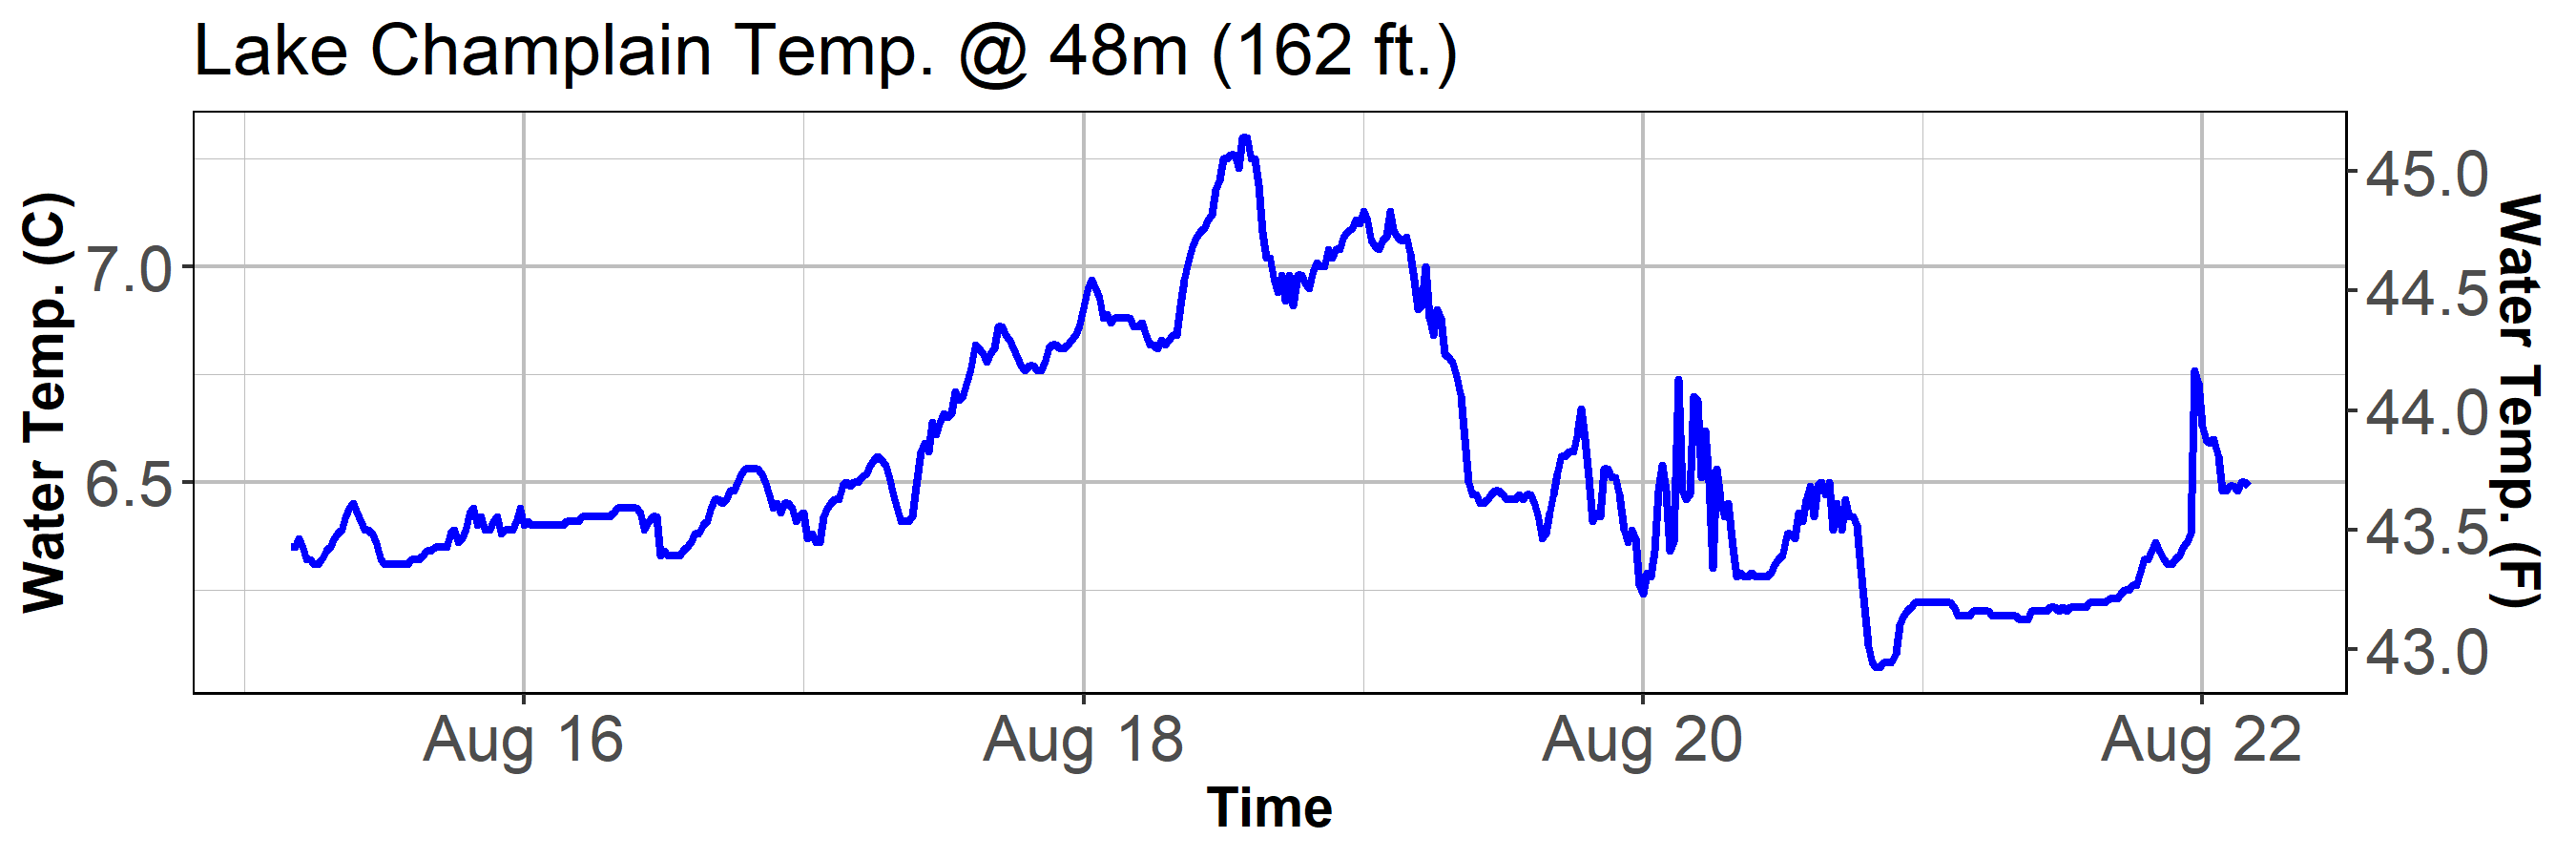 Lake Champlain Temp. @ 48m (162 ft.)
Water Temp. (C)
7.0
6.5
45.0
44.5
44.0
43.5
43.0
Water Temp. (F)
Aug 16
Aug 18
Aug 20
Aug 22
Time